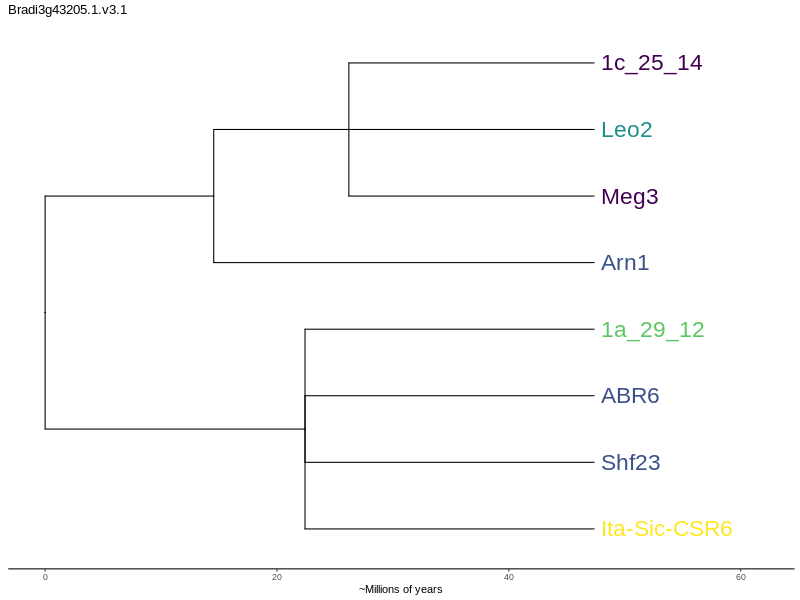 Bradi3g43205.1.v3.1
1c_25_14
Leo2
Meg3
Arn1
1a_29_12
ABR6
Shf23
Ita-Sic-CSR6
0 20 40 60
~Millions of years